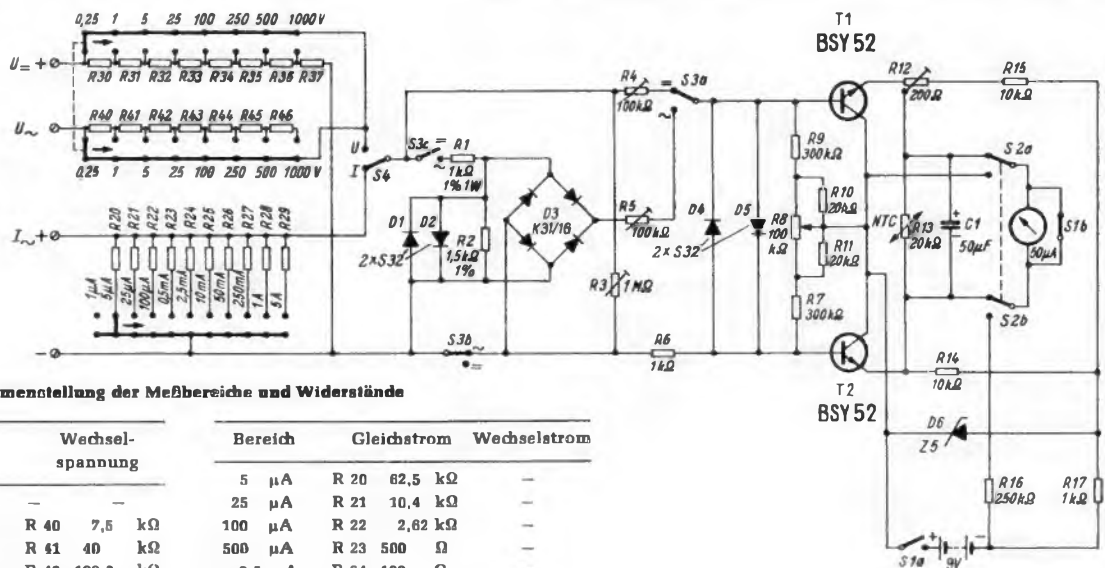 0,25 1 5 25 100 250 500 1000 V
U= +
R30 R31 R32 R33 R34 R35 R36 R37
R40 R41 R42 R43 R44 R45 R46
U~
0,25 1 5 25 100 250 500 1000 V
U
I
S4
I~ +
R20 R21 R22 R23 R24 R25 R26 R27 R28 R29
1µA 5µA 25µA 100µA 0,5mA 2,5mA 10mA 50mA 250mA 1A 5A
-
S3c =
~
R1
1kΩ
1% 1W
D1
D2
2×S32
R2
1,5kΩ
1%
D3
K31/16
S3b ~
=
R4
100kΩ
= S3a
~
R5
100kΩ
R3 1MΩ
R6
1kΩ
D4
D5
2×S32
R9
300kΩ
R10
20kΩ
R8
100
kΩ
R11
20kΩ
R7
300kΩ
T1
BSY 52
T2
BSY 52
R12
200Ω
R15
10kΩ
NTC
R13
20kΩ
+
C1
50µF
S2a
S2b
50µA
S1b
R14
10kΩ
D6
Z5
R16
250kΩ
R17
1kΩ
S1a
+ -
9V
menstellung der Meßbereiche und Widerstände
Wechsel-
spannung
Bereich Gleichstrom Wechselstrom
5 µA R 20 62,5 kΩ –
– – 25 µA R 21 10,4 kΩ –
R 40 7,5 kΩ 100 µA R 22 2,62 kΩ –
R 41 40 kΩ 500 µA R 23 500 Ω –